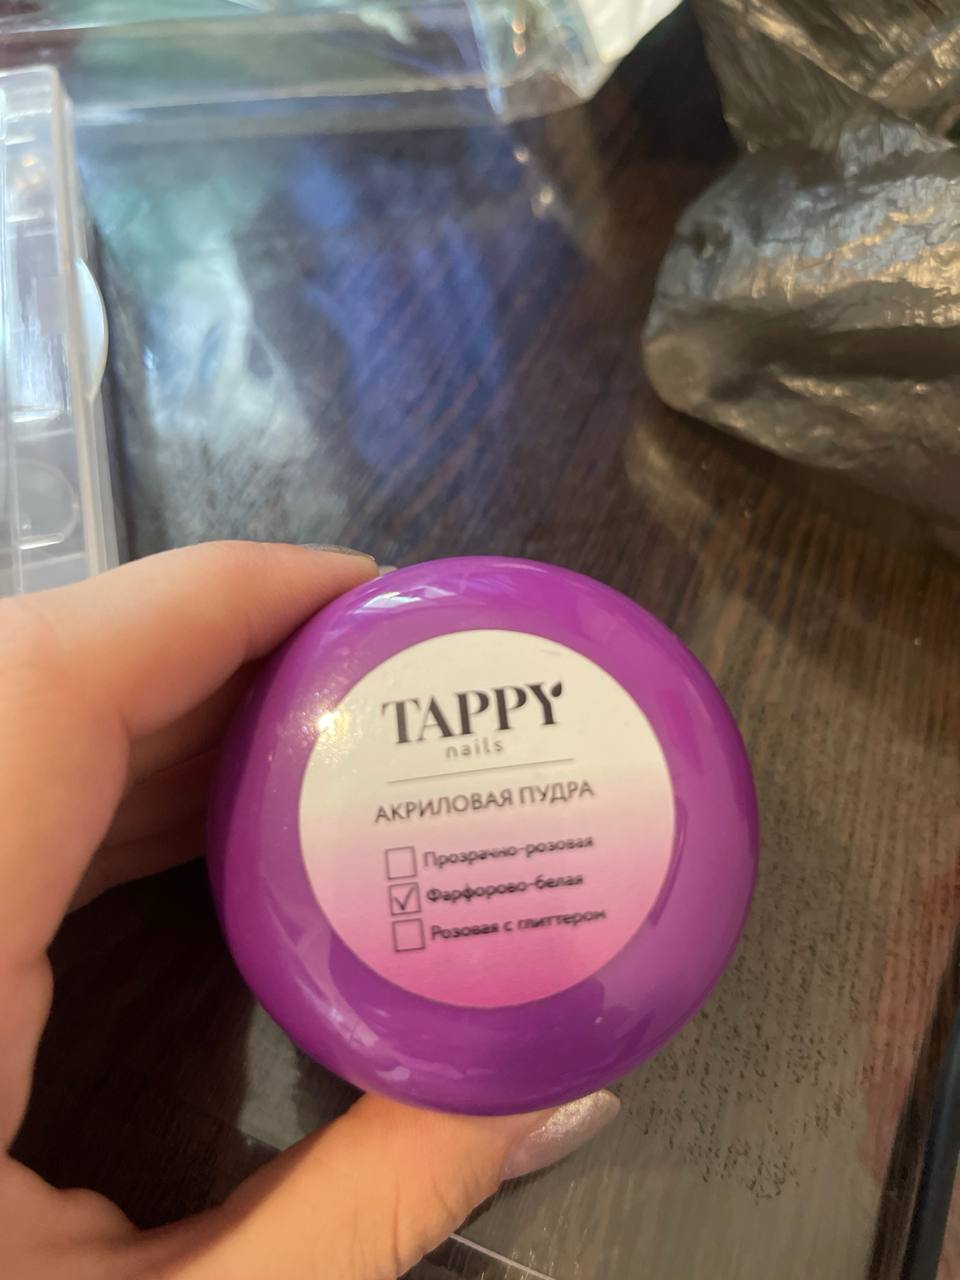 TAPPY
nails
АКРИЛОВАЯ ПУДРА
Прозрачно-розовая
Фарфорово-белая
Розовая с глиттером